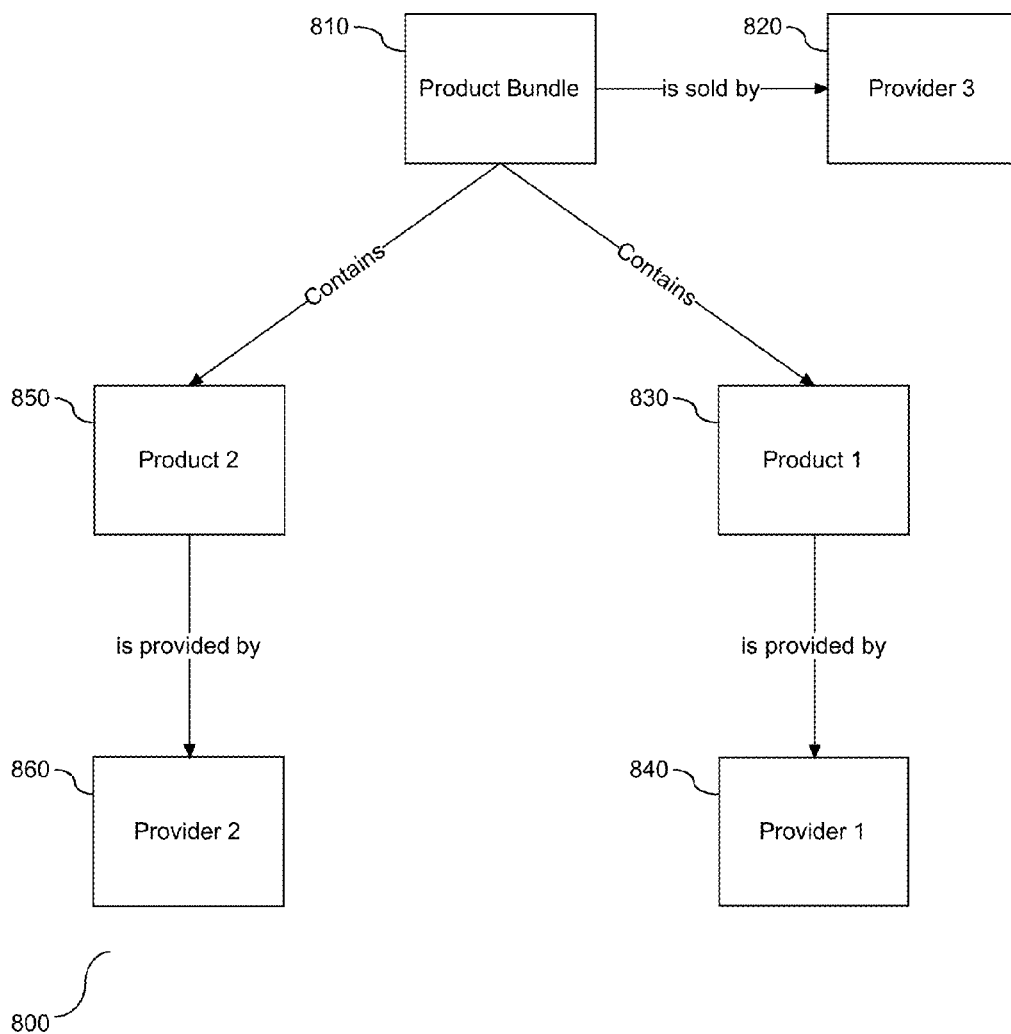 810
820
Product Bundle
is sold by
Provider 3
Contains
Contains
850
830
Product 2
Product 1
is provided by
is provided by
860
840
Provider 2
Provider 1
800